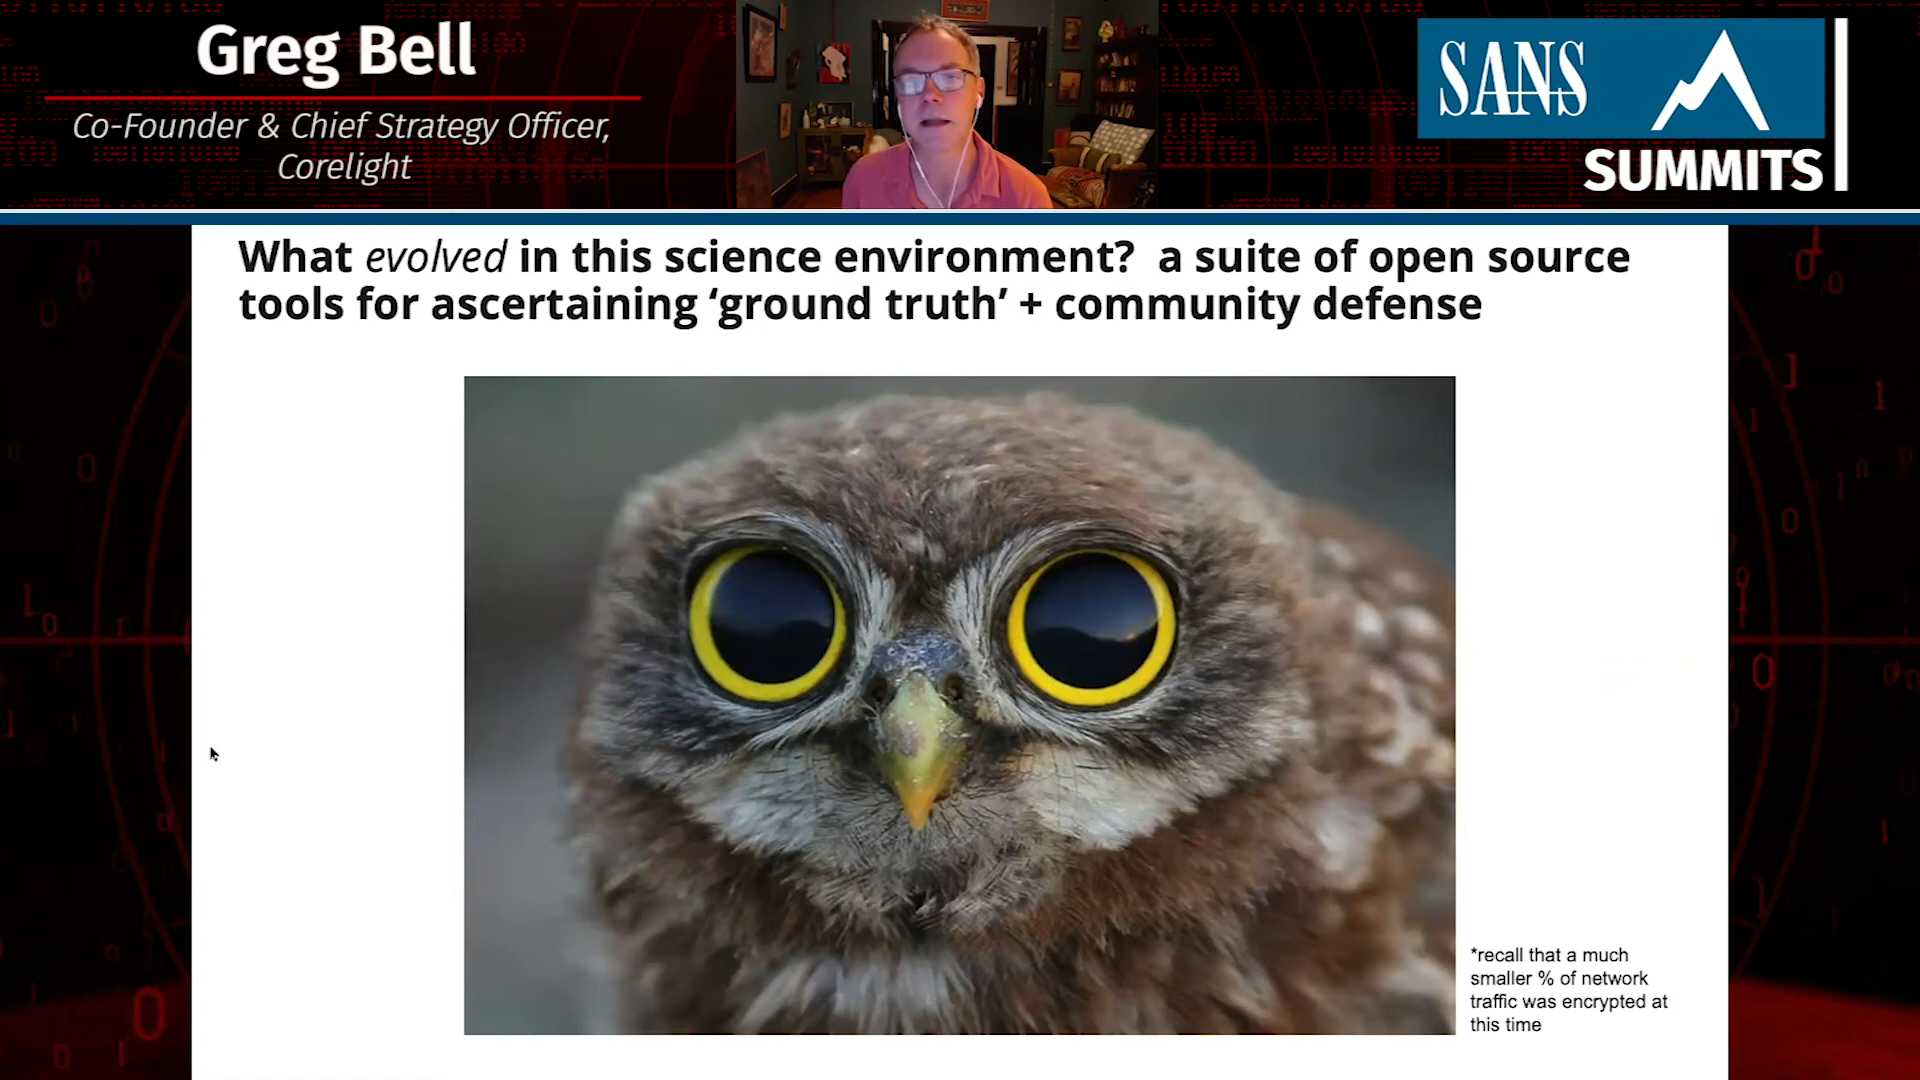 Greg Bell
Co-Founder & Chief Strategy Officer,
Corelight
SANS
SUMMITS
What evolved in this science environment?  a suite of open source
tools for ascertaining ‘ground truth’ + community defense
*recall that a much
smaller % of network
traffic was encrypted at
this time